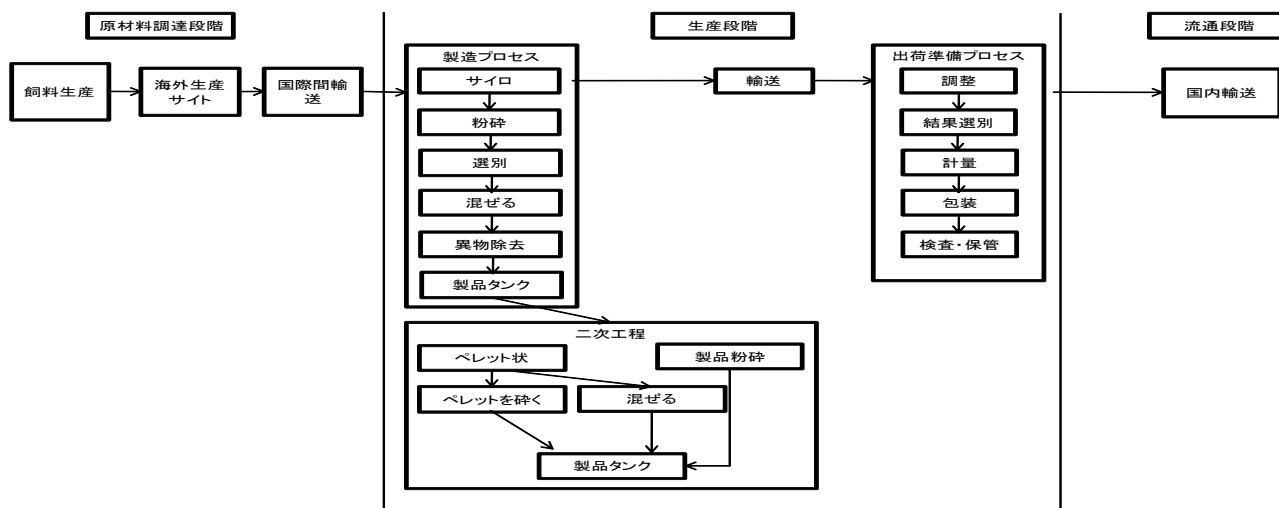 原材料調達段階
生産段階
流通段階
飼料生産
海外生産
サイト
国際間輸
送
製造プロセス
サイロ
粉砕
選別
混ぜる
異物除去
製品タンク
輸送
出荷準備プロセス
調整
結果選別
計量
包装
検査・保管
国内輸送
二次工程
ペレット状
製品粉砕
ペレットを砕く
混ぜる
製品タンク